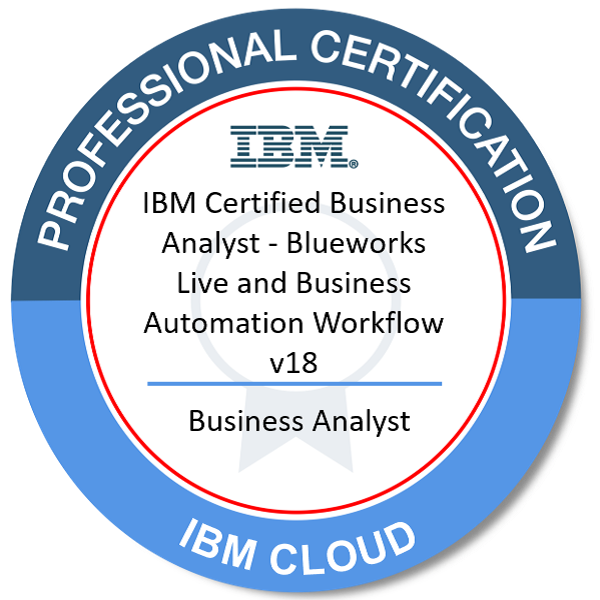 PROFESSIONAL CERTIFICATION
IBM®
IBM Certified Business
Analyst - Blueworks
Live and Business
Automation Workflow
v18
Business Analyst
IBM CLOUD